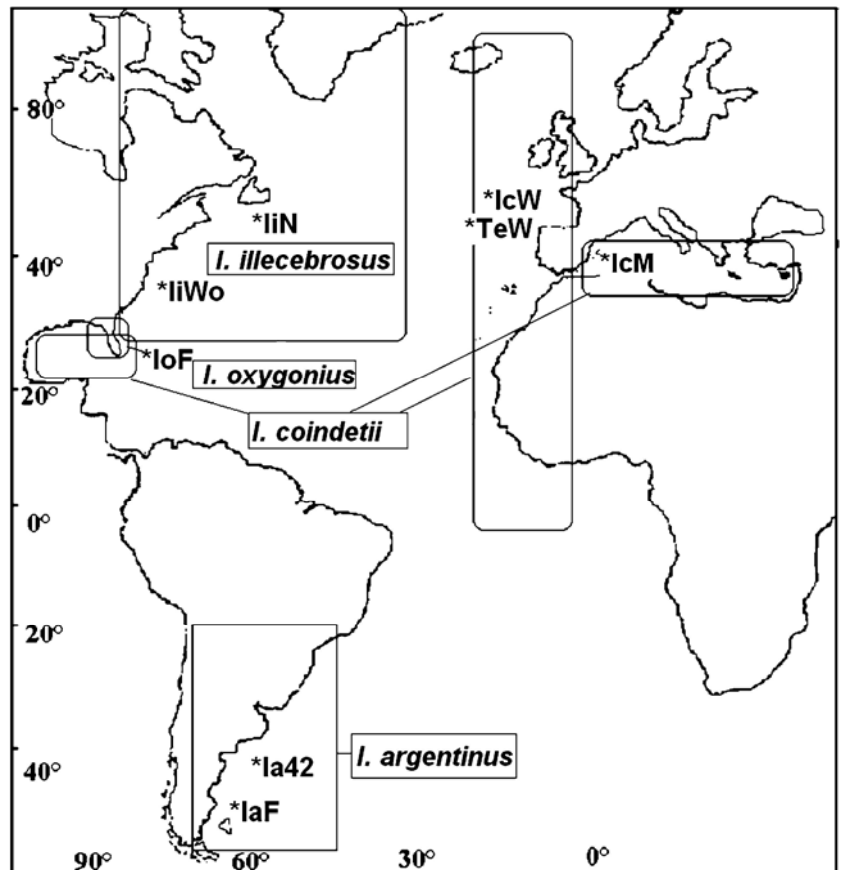 80°
*IcW
*IiN
*TeW
40°
I. illecebrosus
*IcM
*IiWo
*IoF
I. oxygonius
20°
I. coindetii
0°
20°
I. argentinus
40°
*Ia42
*IaF
90°
60°
30°
0°